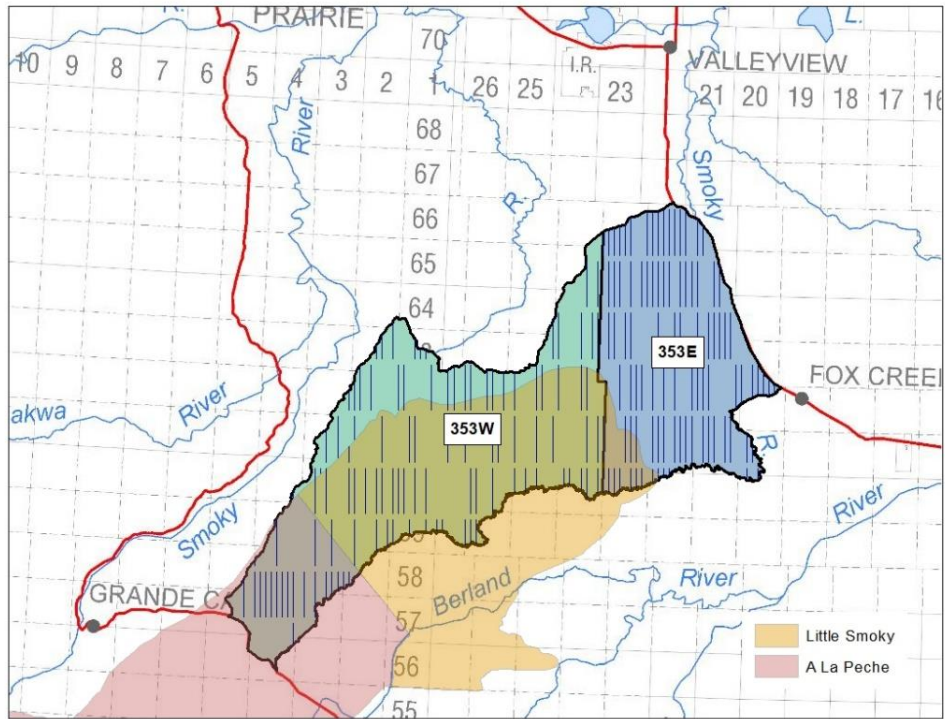 R.
PRAIRIE
L.
70
VALLEYVIEW
10 9 8 7 6 5 4 3 2 1 26 25 I.R. 23 21 20 19 18 17 16
68
River
Smoky
67
R.
66
65
64
353E
FOX CREE
akwa
River
353W
R.
Smoky
River
58
Berland
River
GRANDE C
57
Little Smoky
56
A La Peche
55